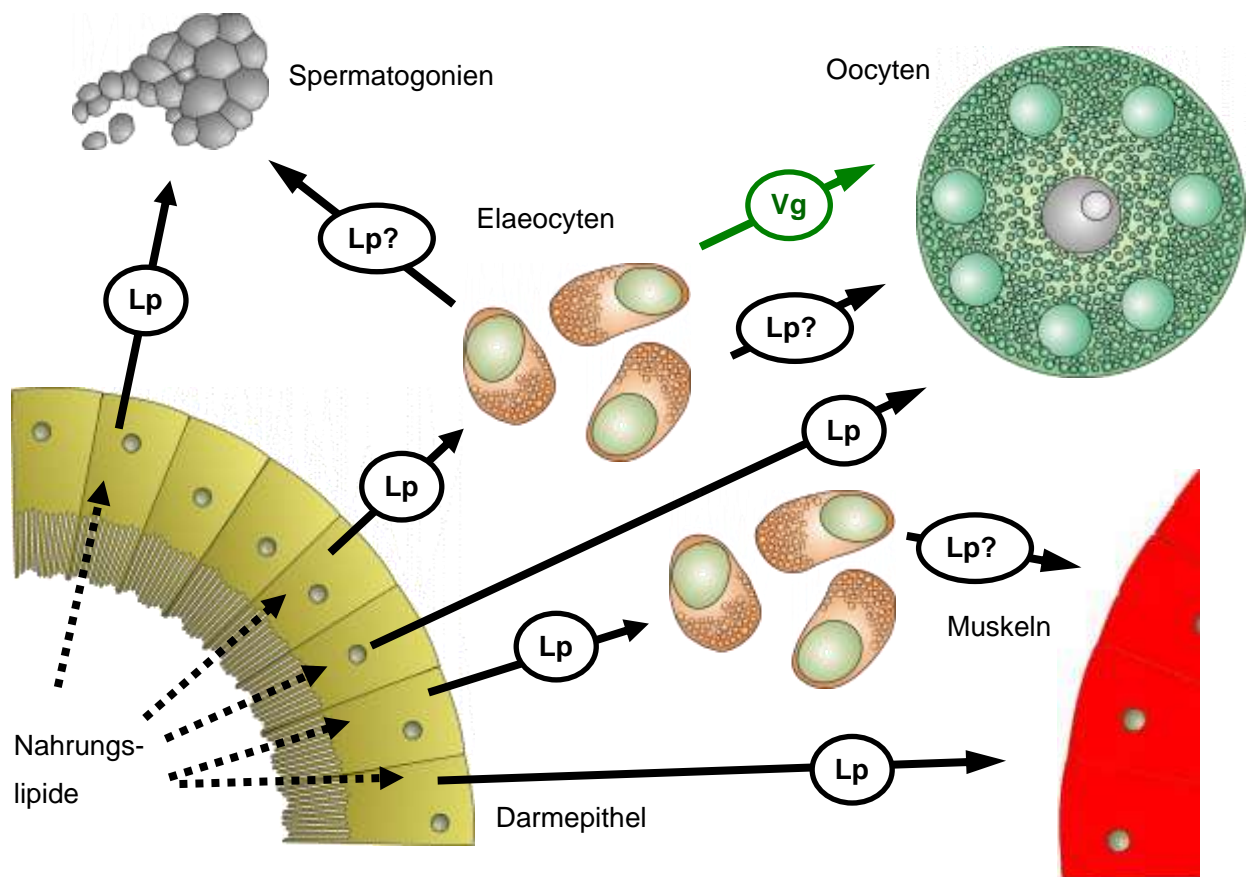 Spermatogonien
Oocyten
Vg
Elaeocyten
Lp?
Lp
Lp?
Lp
Lp
Lp?
Muskeln
Lp
Nahrungs-
lipide
Lp
Darmepithel